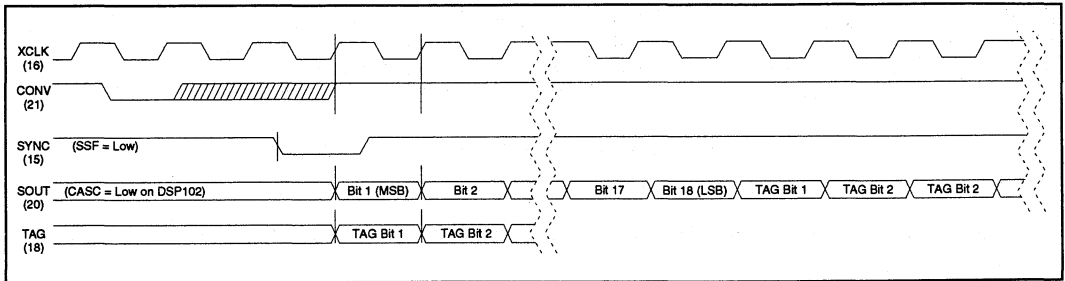 XCLK
(16)
CONV
(21)
SYNC
(15)
(SSF = Low)
SOUT
(20)
(CASC = Low on DSP102)
Bit 1 (MSB)
Bit 2
Bit 17
Bit 18 (LSB)
TAG Bit 1
TAG Bit 2
TAG Bit 2
TAG
(18)
TAG Bit 1
TAG Bit 2